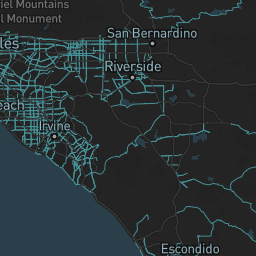 iel Mountains
l Monument
San Bernardino
les
Riverside
each
Irvine
Escondido